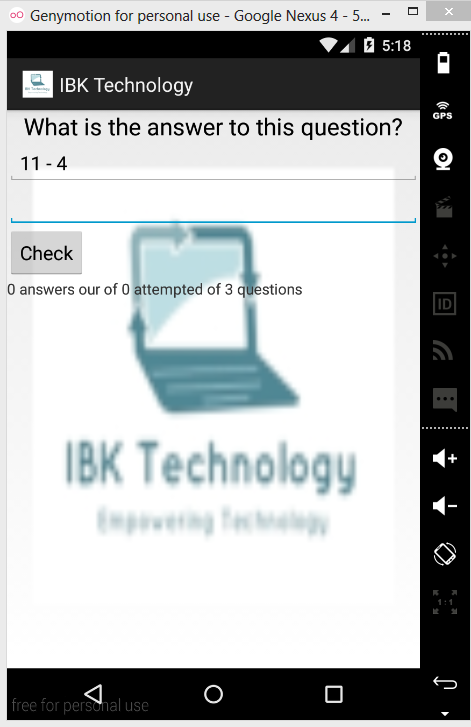 Genymotion for personal use - Google Nexus 4 - 5...
5:18
IBK Technology
IBK Technology
GPS
What is the answer to this question?
11 - 4
Check
0 answers our of 0 attempted of 3 questions
ID
IBK Technology
Empowering Technology
1:1
free for personal use